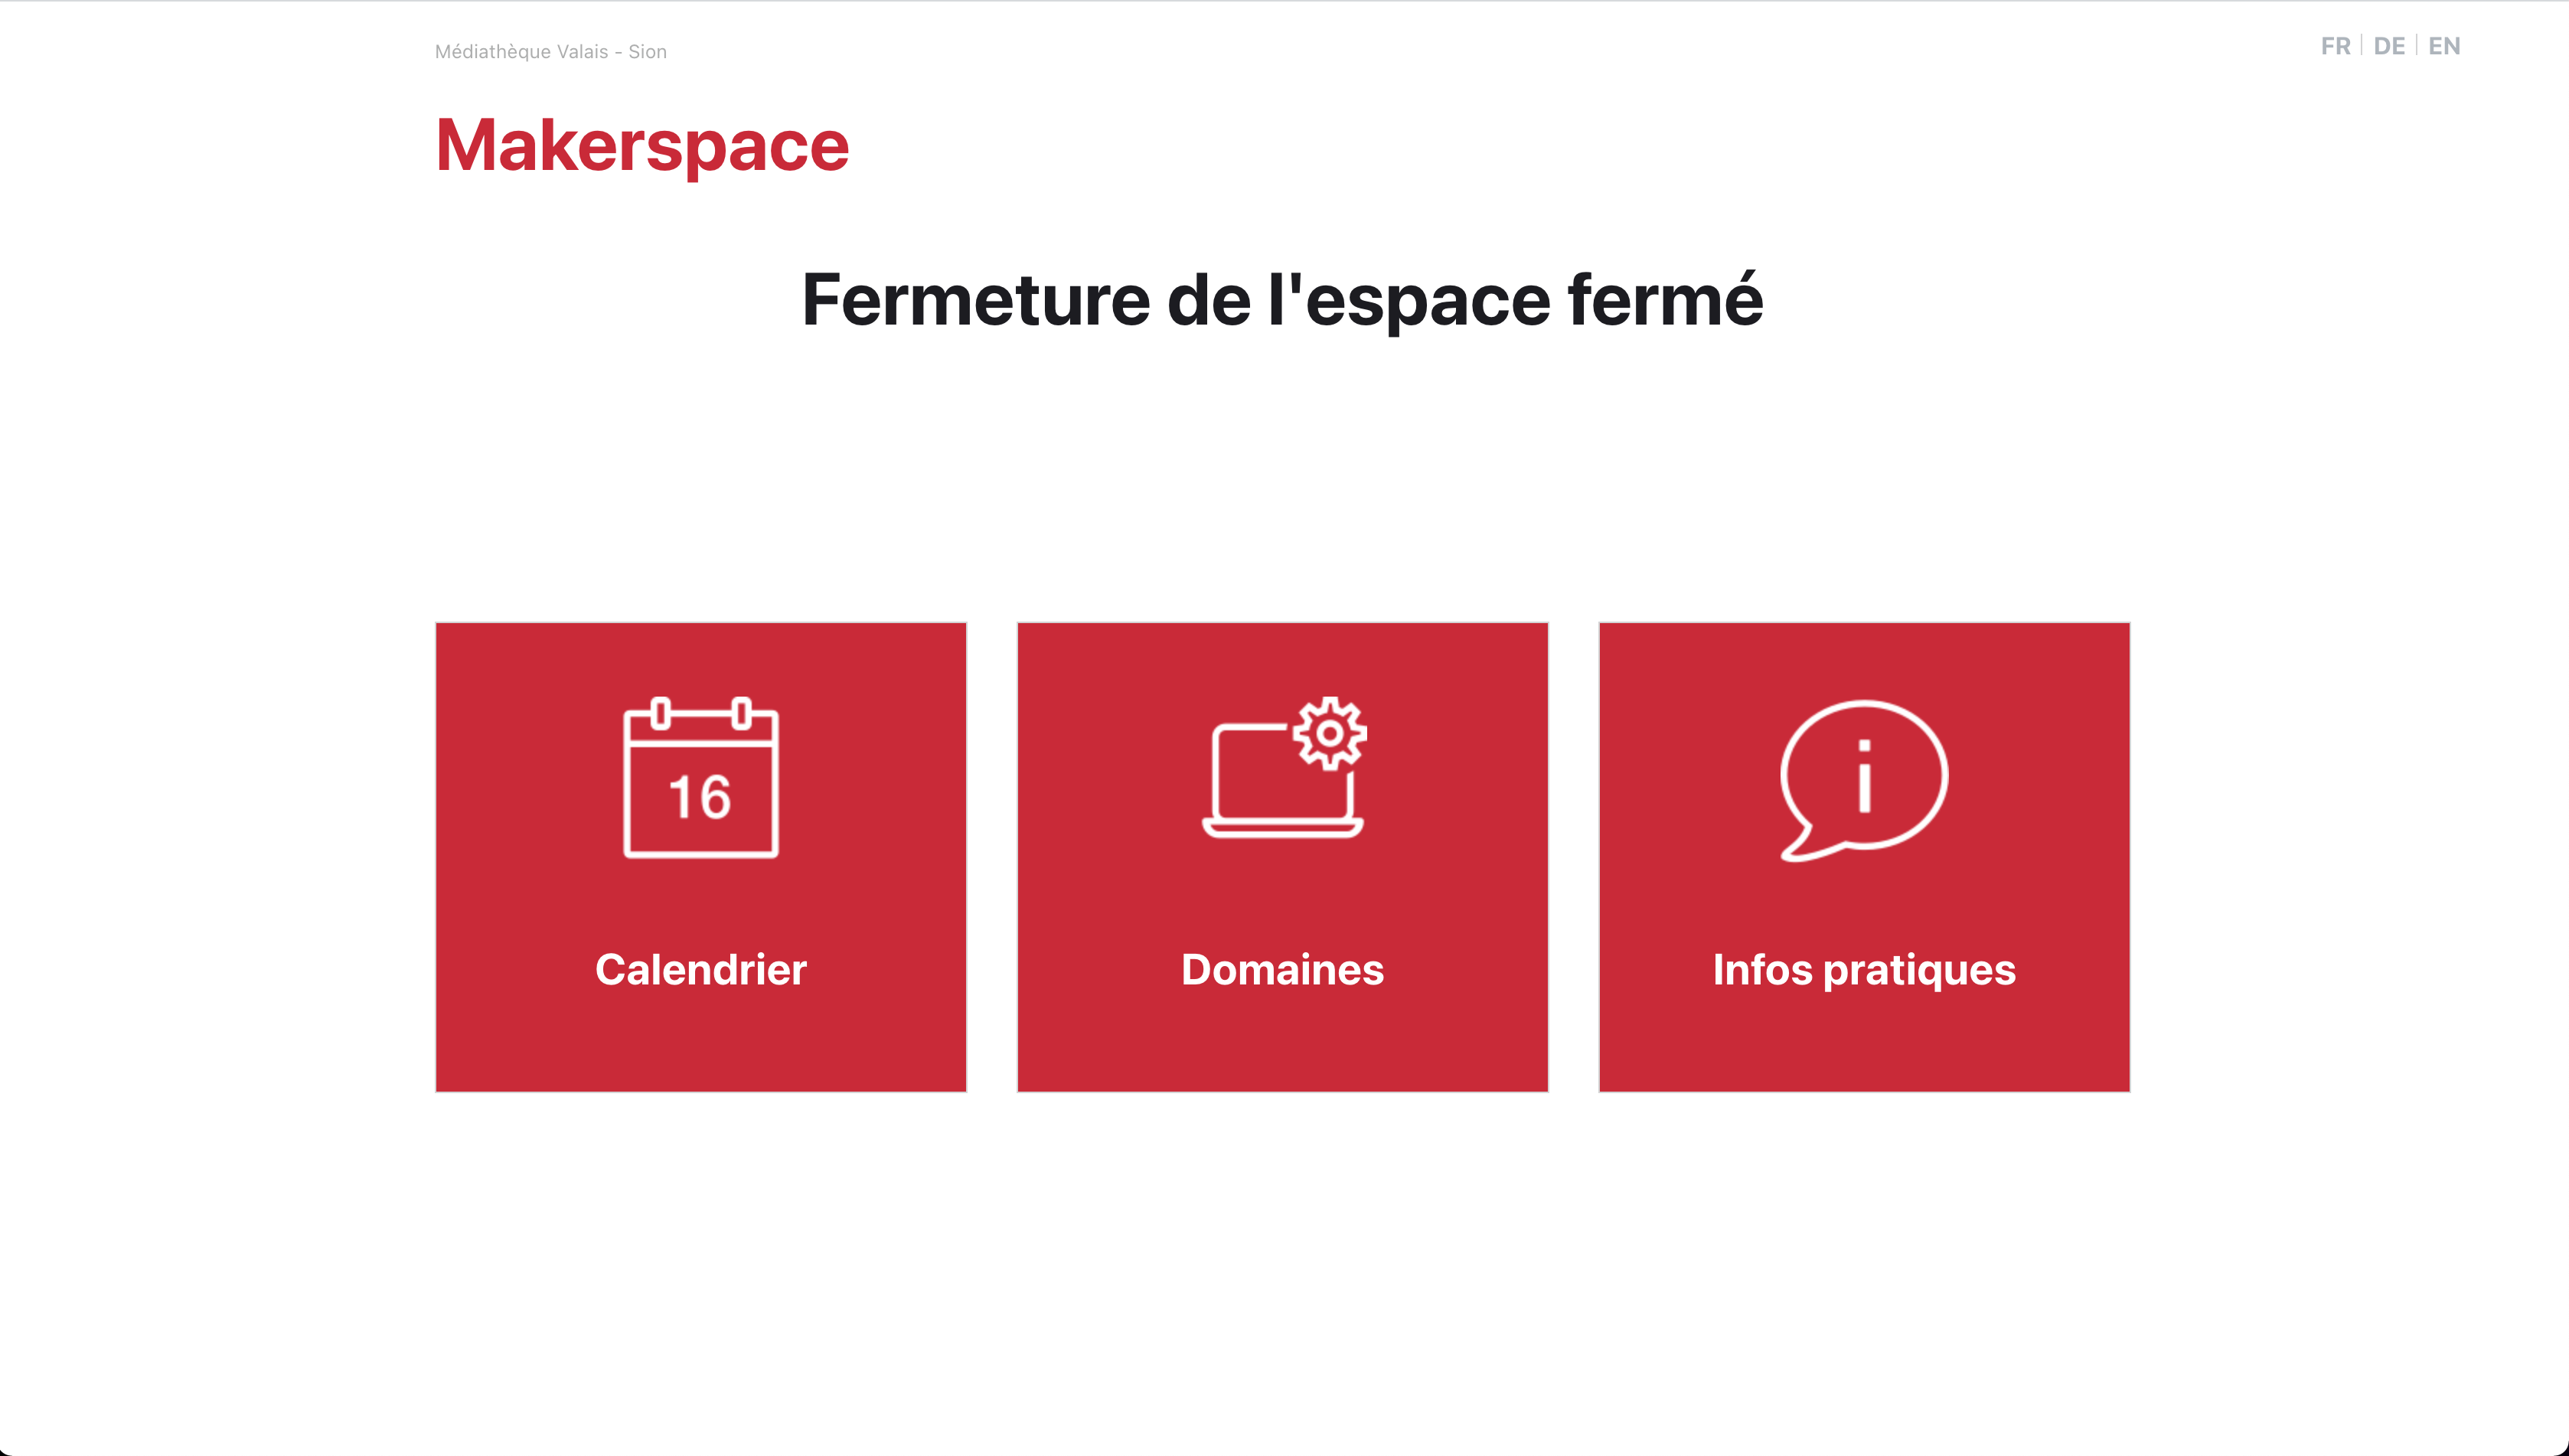 Médiathèque Valais - Sion
FR | DE | EN
Makerspace
Fermeture de l'espace fermé
16
i
Calendrier
Domaines
Infos pratiques